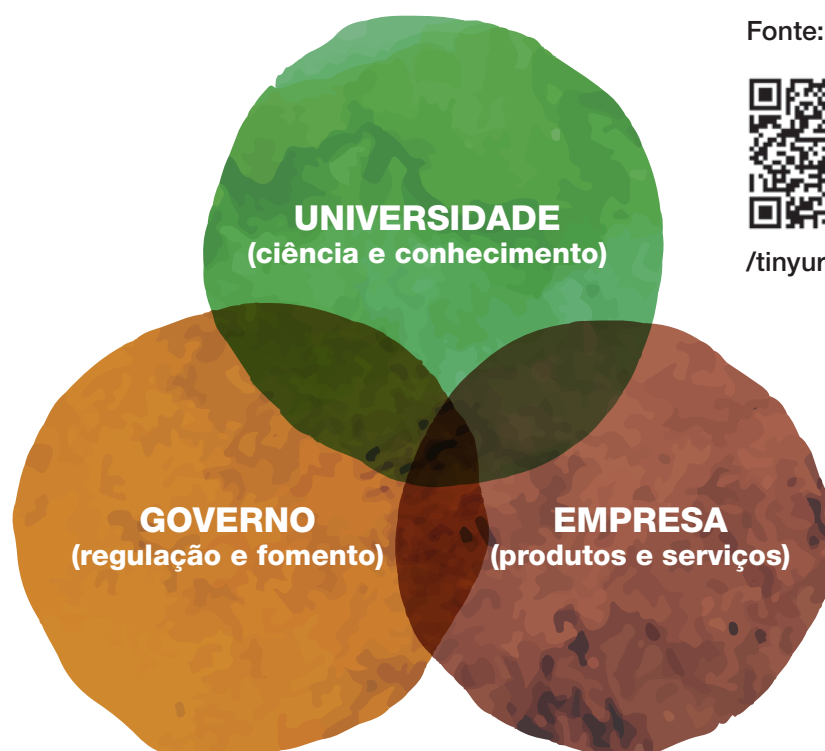 Fonte:
/tinyur
UNIVERSIDADE
(ciência e conhecimento)
GOVERNO
(regulação e fomento)
EMPRESA
(produtos e serviços)